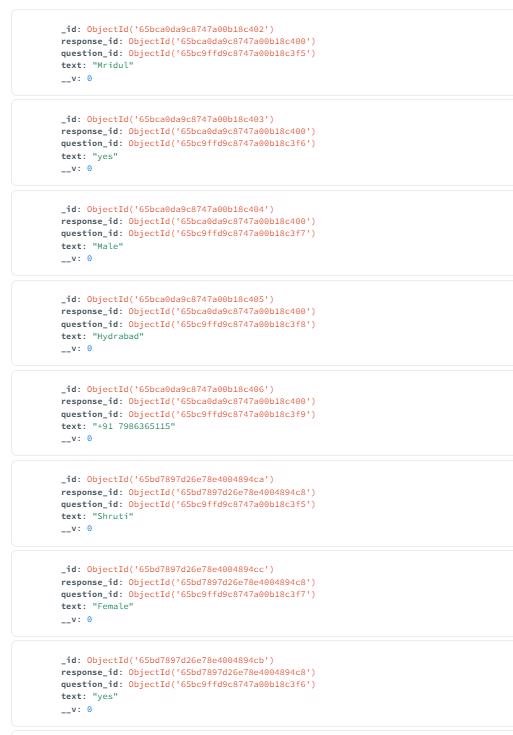 _id: ObjectId('65bca0da9c8747a00b18c402')
response_id: ObjectId('65bca0da9c8747a00b18c400')
question_id: ObjectId('65bc9ffd9c8747a00b18c3f5')
text: "Mridul"
__v: 0
_id: ObjectId('65bca0da9c8747a00b18c403')
response_id: ObjectId('65bca0da9c8747a00b18c400')
question_id: ObjectId('65bc9ffd9c8747a00b18c3f6')
text: "yes"
__v: 0
_id: ObjectId('65bca0da9c8747a00b18c404')
response_id: ObjectId('65bca0da9c8747a00b18c400')
question_id: ObjectId('65bc9ffd9c8747a00b18c3f7')
text: "Male"
__v: 0
_id: ObjectId('65bca0da9c8747a00b18c405')
response_id: ObjectId('65bca0da9c8747a00b18c400')
question_id: ObjectId('65bc9ffd9c8747a00b18c3f8')
text: "Hydrabad"
__v: 0
_id: ObjectId('65bca0da9c8747a00b18c406')
response_id: ObjectId('65bca0da9c8747a00b18c400')
question_id: ObjectId('65bc9ffd9c8747a00b18c3f9')
text: "+91 7986365115"
__v: 0
_id: ObjectId('65bd7897d26e78e4004894ca')
response_id: ObjectId('65bd7897d26e78e4004894c8')
question_id: ObjectId('65bc9ffd9c8747a00b18c3f5')
text: "Shruti"
__v: 0
_id: ObjectId('65bd7897d26e78e4004894cc')
response_id: ObjectId('65bd7897d26e78e4004894c8')
question_id: ObjectId('65bc9ffd9c8747a00b18c3f7')
text: "Female"
__v: 0
_id: ObjectId('65bd7897d26e78e4004894cb')
response_id: ObjectId('65bd7897d26e78e4004894c8')
question_id: ObjectId('65bc9ffd9c8747a00b18c3f6')
text: "yes"
__v: 0